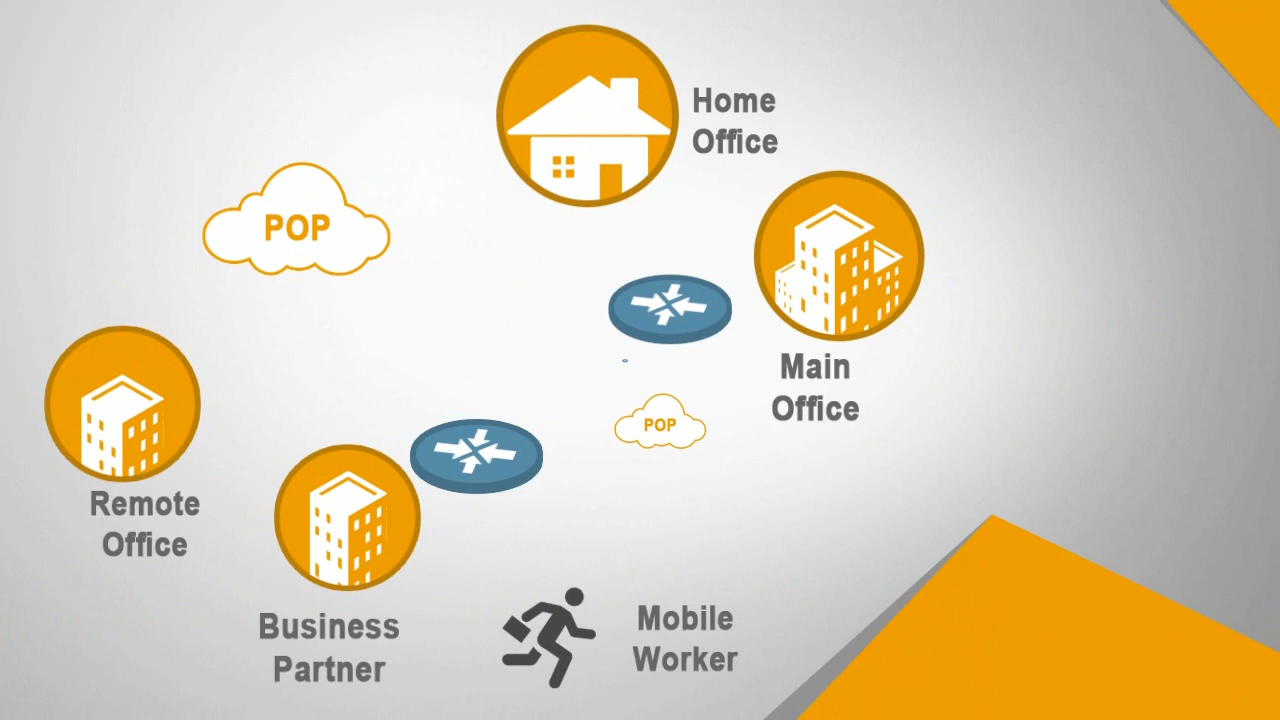 Home
Office
POP
Main
Office
POP
Remote
Office
Business
Partner
Mobile
Worker